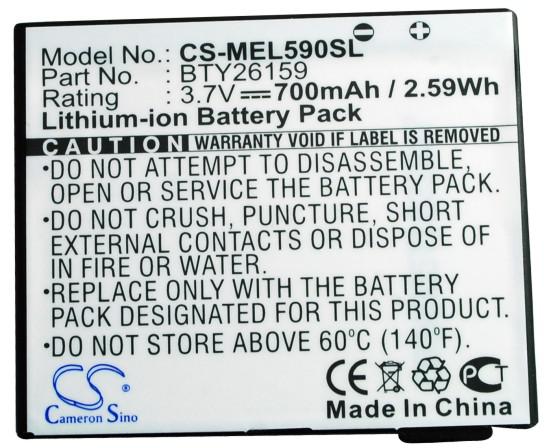 Model No.: CS-MEL590SL
Part No. : BTY26159
Rating : 3.7V⎓700mAh / 2.59Wh
Lithium-ion Battery Pack
CAUTION WARRANTY VOID IF LABEL IS REMOVED
•DO NOT ATTEMPT TO DISASSEMBLE,
OPEN OR SERVICE THE BATTERY PACK.
•DO NOT CRUSH, PUNCTURE, SHORT
EXTERNAL CONTACTS OR DISPOSE OF
IN FIRE OR WATER.
•REPLACE ONLY WITH THE BATTERY
PACK DESIGNATED FOR THIS PRODUCT.
•DO NOT STORE ABOVE 60°C (140°F).
CS
CE PCT
Cameron Sino
Made In China